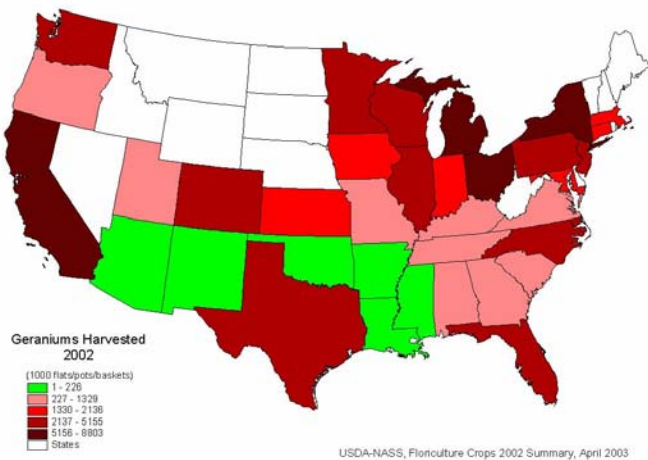 Geraniums Harvested
2002
(1000 flats/pots/baskets)
1 - 226
227 - 1329
1330 - 2136
2137 - 5155
5156 - 8803
States
USDA-NASS, Floriculture Crops 2002 Summary, April 2003